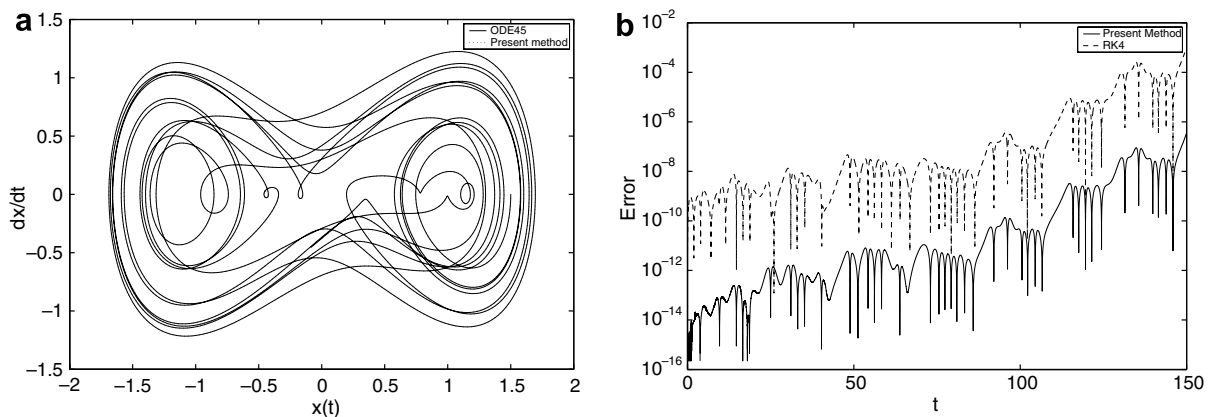 a
1.5
1
0.5
0
−0.5
−1
−1.5
−2
−1.5
−1
−0.5
0
0.5
1
1.5
2
dx/dt
x(t)
ODE45
Present method
b
10−2
10−4
10−6
10−8
10−10
10−12
10−14
10−16
0
50
100
150
Error
t
Present Method
RK4